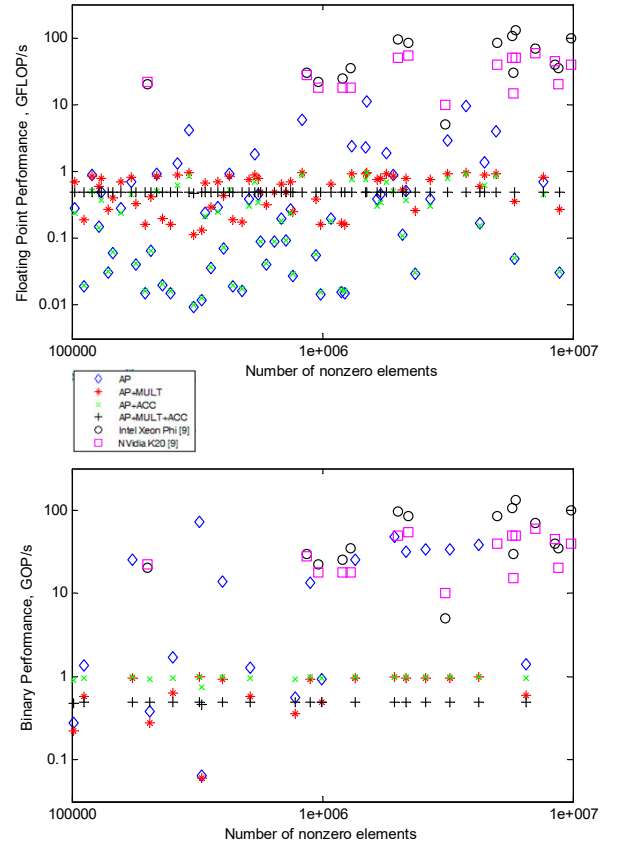 100
10
1
0.1
0.01
Floating Point Performance , GFLOP/s
100000
1e+006
1e+007
Number of nonzero elements
AP
AP+MULT
AP+ACC
AP+MULT+ACC
Intel Xeon Phi [9]
NVidia K20 [9]
100
10
1
0.1
Binary Performance, GOP/s
100000
1e+006
1e+007
Number of nonzero elements